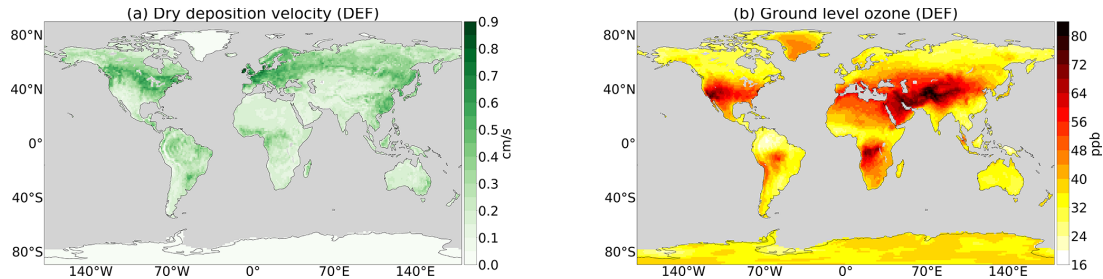 (a) Dry deposition velocity (DEF)
80°N
40°N
0°
40°S
80°S
140°W 70°W 0° 70°E 140°E
0.9
0.8
0.7
0.6
0.5
0.4
0.3
0.2
0.1
0.0
cm/s
(b) Ground level ozone (DEF)
80°N
40°N
0°
40°S
80°S
140°W 70°W 0° 70°E 140°E
80
72
64
56
48
40
32
24
16
ppb